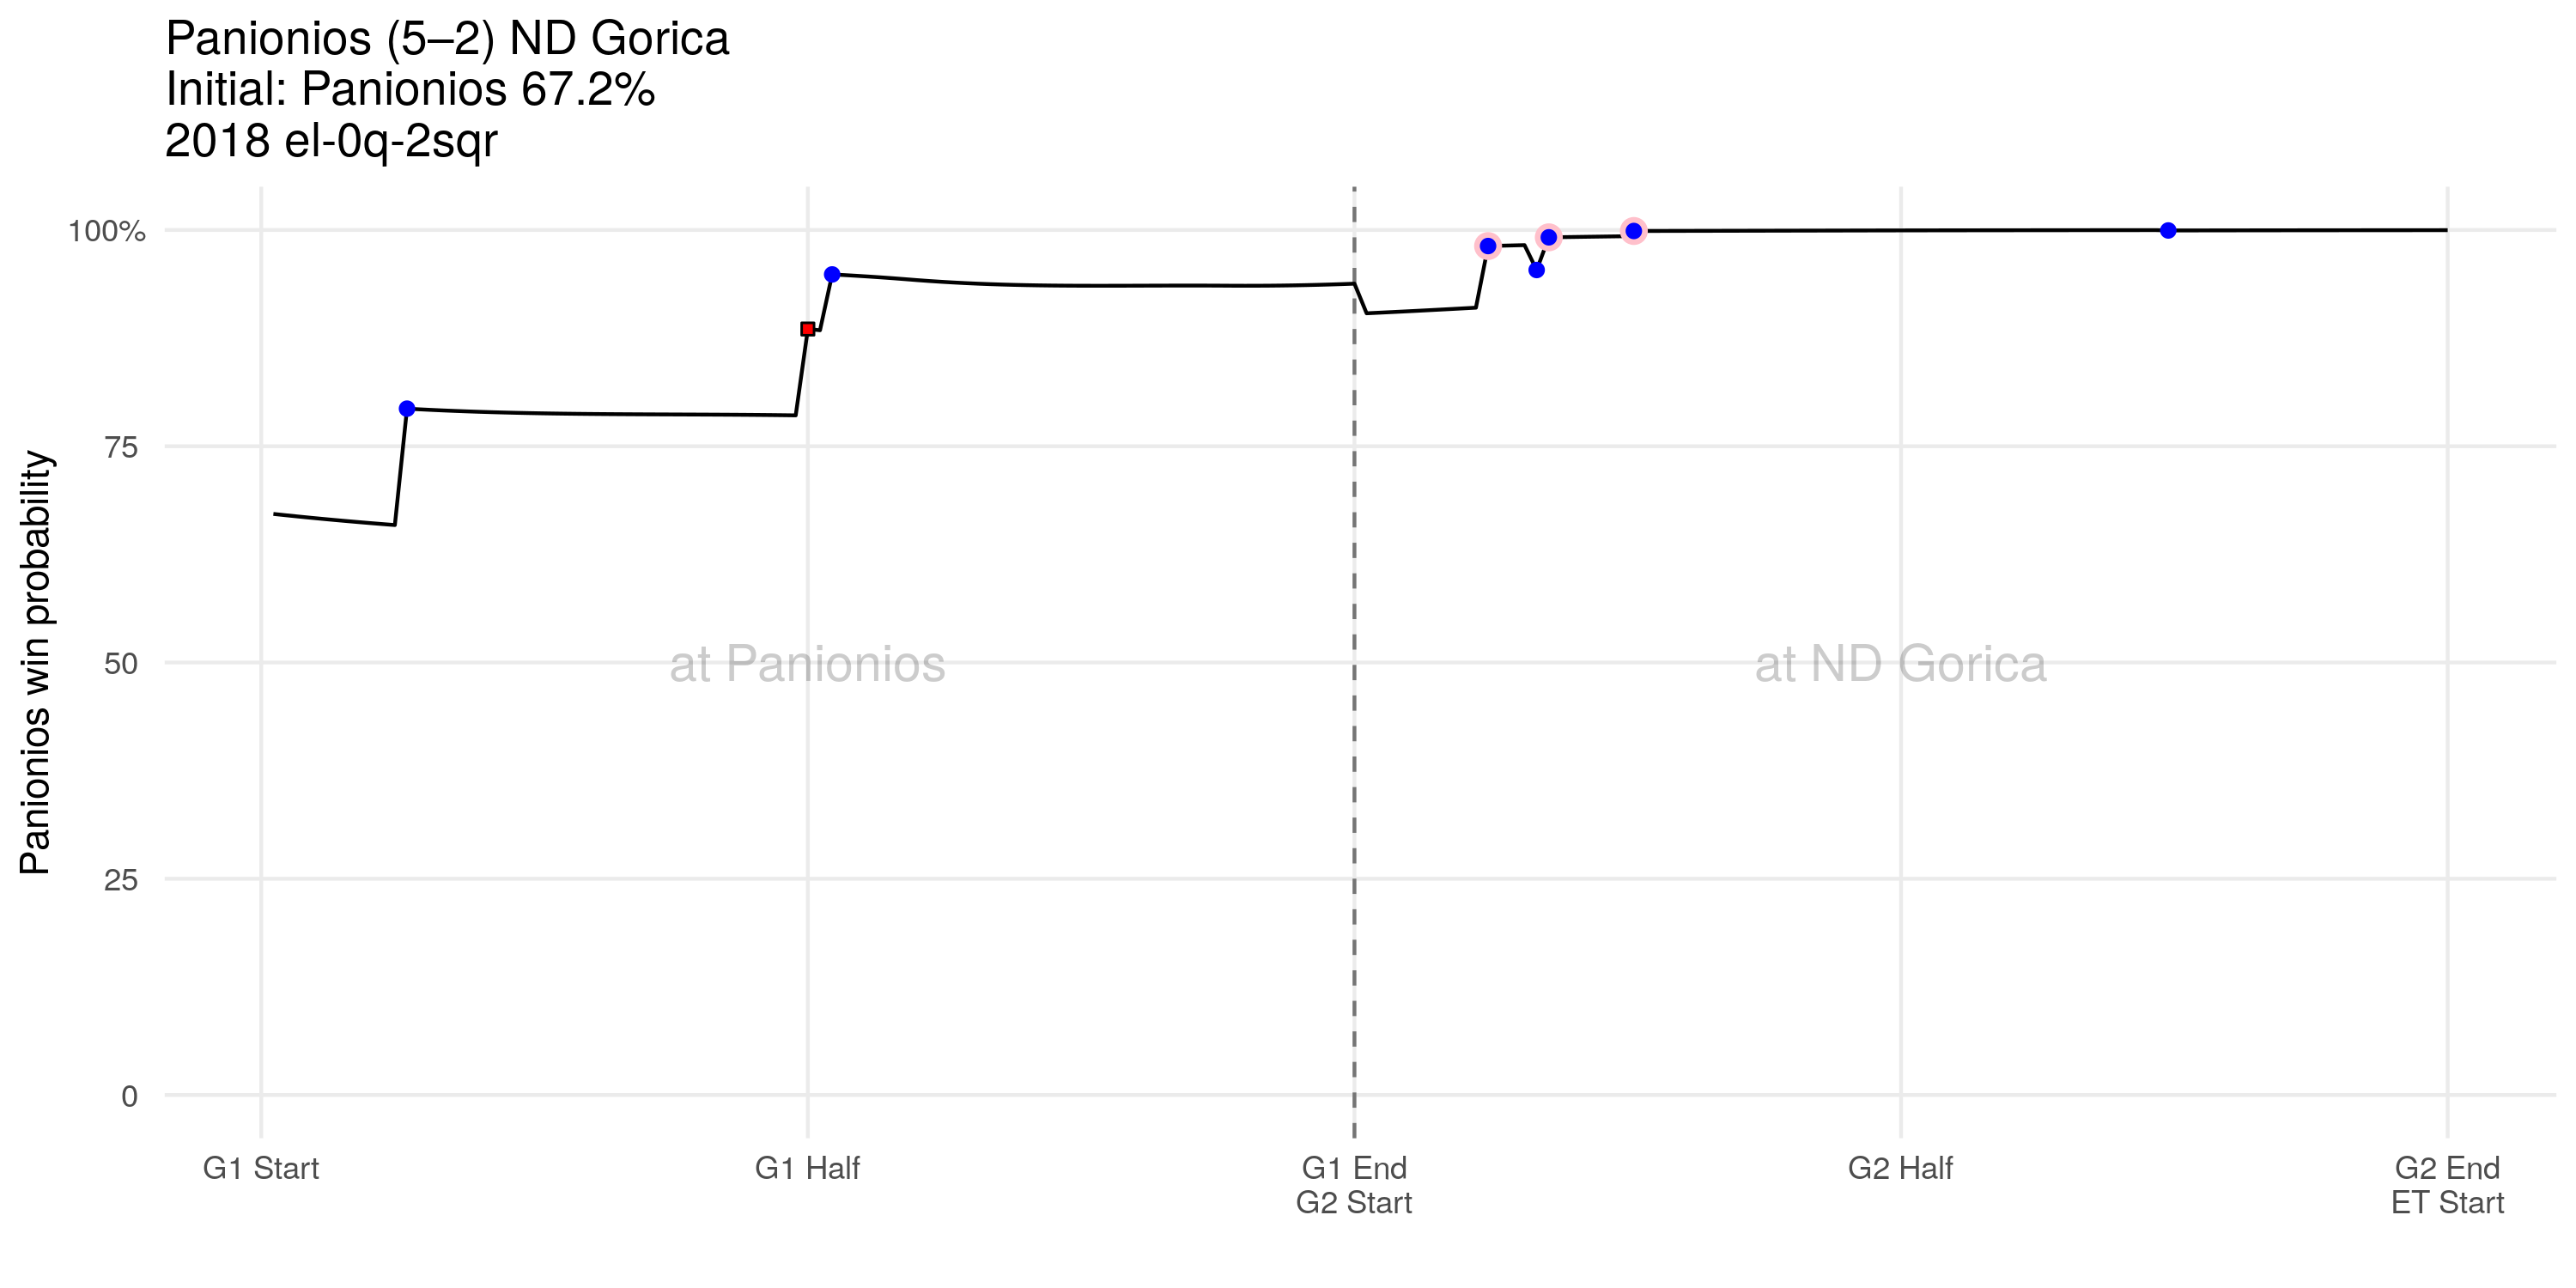 Panionios (5–2) ND Gorica
Initial: Panionios 67.2%
2018 el-0q-2sqr
Panionios win probability
100%
75
50
25
0
at Panionios
at ND Gorica
G1 Start
G1 Half
G1 End
G2 Start
G2 Half
G2 End
ET Start